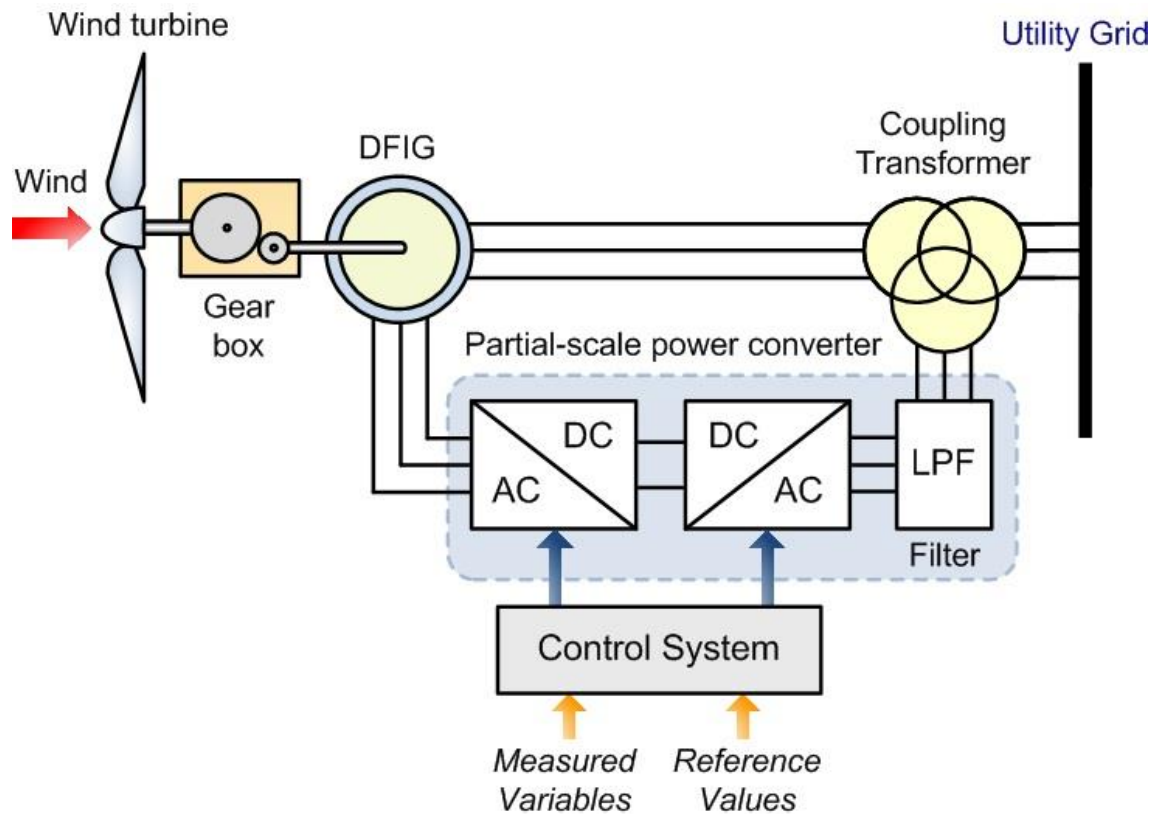 Wind turbine
Utility Grid
Coupling
Transformer
DFIG
Wind
Gear
box
Partial-scale power converter
DC
AC
DC
AC
LPF
Filter
Control System
Measured
Variables
Reference
Values